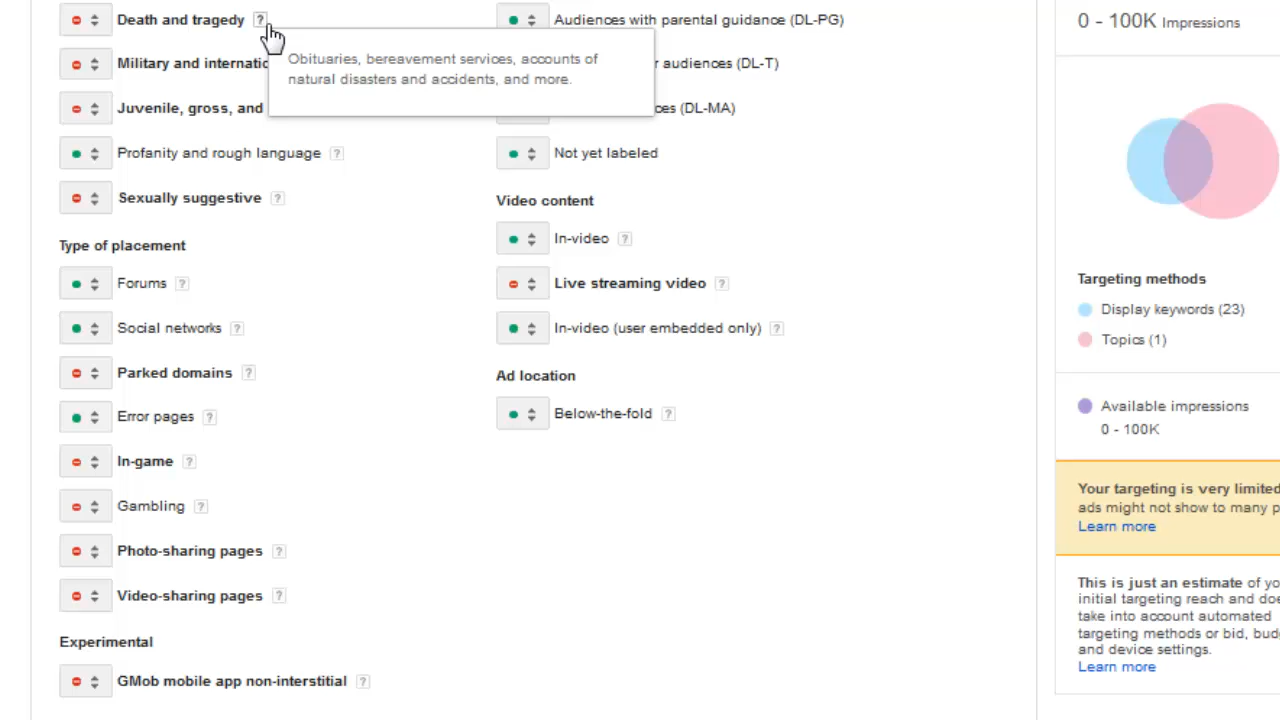 Death and tragedy ?
Obituaries, bereavement services, accounts of
natural disasters and accidents, and more.
Military and internatio
Juvenile, gross, and
Profanity and rough language ?
Sexually suggestive ?
Type of placement
Forums ?
Social networks ?
Parked domains ?
Error pages ?
In-game ?
Gambling ?
Photo-sharing pages ?
Video-sharing pages ?
Experimental
GMob mobile app non-interstitial ?
Audiences with parental guidance (DL-PG)
r audiences (DL-T)
ces (DL-MA)
Not yet labeled
Video content
In-video ?
Live streaming video ?
In-video (user embedded only) ?
Ad location
Below-the-fold ?
0 - 100K Impressions
Targeting methods
Display keywords (23)
Topics (1)
Available impressions
0 - 100K
Your targeting is very limited
ads might not show to many p
Learn more
This is just an estimate of yo
initial targeting reach and doe
take into account automated
targeting methods or bid, budg
and device settings.
Learn more